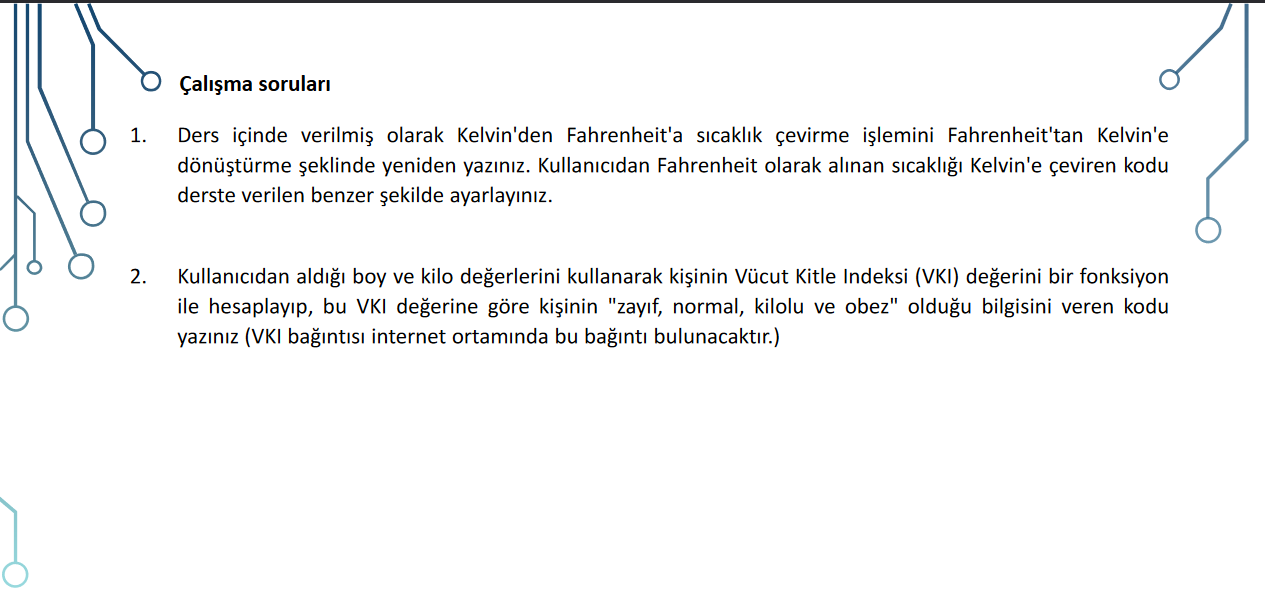 Çalışma soruları
1. Ders içinde verilmiş olarak Kelvin'den Fahrenheit'a sıcaklık çevirme işlemini Fahrenheit'tan Kelvin'e
dönüştürme şeklinde yeniden yazınız. Kullanıcıdan Fahrenheit olarak alınan sıcaklığı Kelvin'e çeviren kodu
derste verilen benzer şekilde ayarlayınız.
2. Kullanıcıdan aldığı boy ve kilo değerlerini kullanarak kişinin Vücut Kitle Indeksi (VKI) değerini bir fonksiyon
ile hesaplayıp, bu VKI değerine göre kişinin "zayıf, normal, kilolu ve obez" olduğu bilgisini veren kodu
yazınız (VKI bağıntısı internet ortamında bu bağıntı bulunacaktır.)